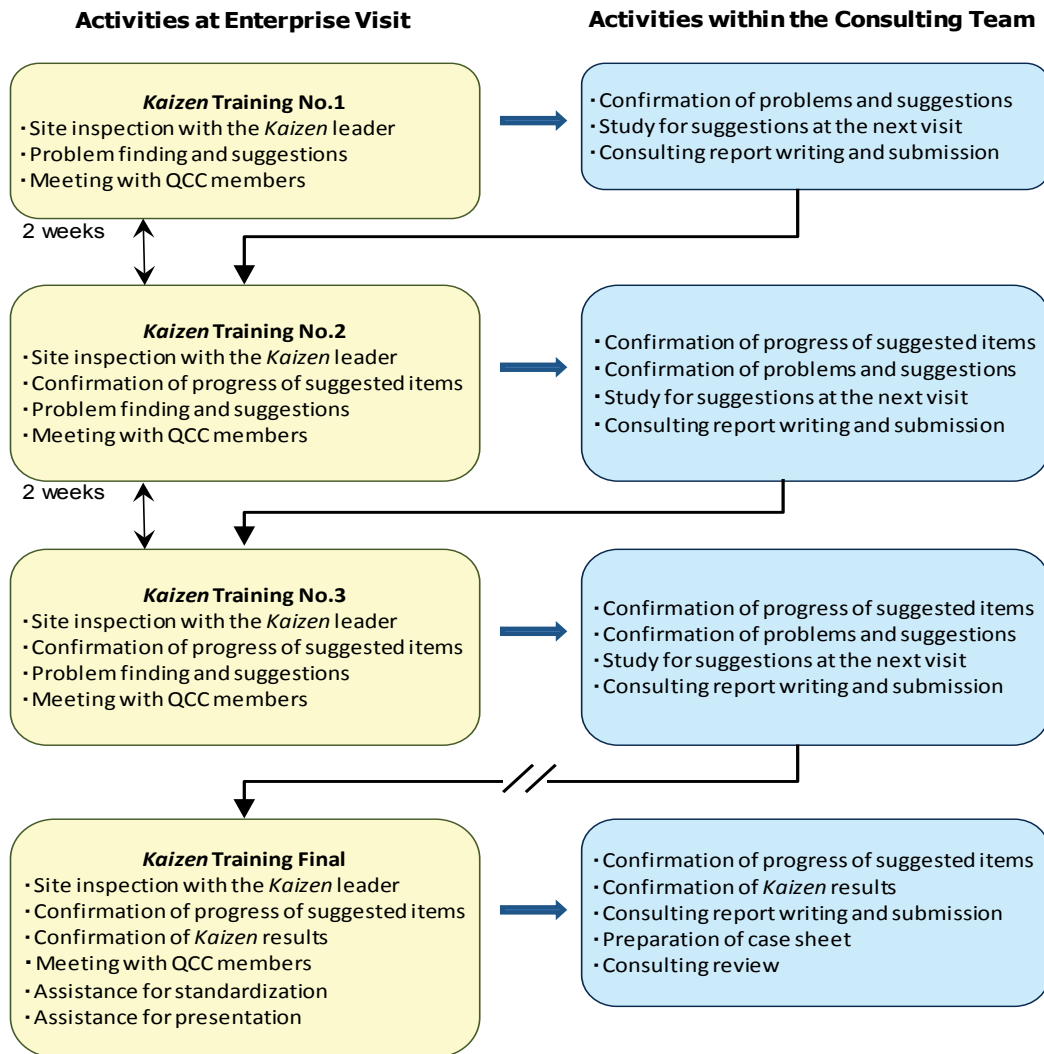 Activities at Enterprise Visit
Activities within the Consulting Team
Kaizen Training No.1
・Site inspection with the Kaizen leader
・Problem finding and suggestions
・Meeting with QCC members
・Confirmation of problems and suggestions
・Study for suggestions at the next visit
・Consulting report writing and submission
2 weeks
Kaizen Training No.2
・Site inspection with the Kaizen leader
・Confirmation of progress of suggested items
・Problem finding and suggestions
・Meeting with QCC members
・Confirmation of progress of suggested items
・Confirmation of problems and suggestions
・Study for suggestions at the next visit
・Consulting report writing and submission
2 weeks
Kaizen Training No.3
・Site inspection with the Kaizen leader
・Confirmation of progress of suggested items
・Problem finding and suggestions
・Meeting with QCC members
・Confirmation of progress of suggested items
・Confirmation of problems and suggestions
・Study for suggestions at the next visit
・Consulting report writing and submission
Kaizen Training Final
・Site inspection with the Kaizen leader
・Confirmation of progress of suggested items
・Confirmation of Kaizen results
・Meeting with QCC members
・Assistance for standardization
・Assistance for presentation
・Confirmation of progress of suggested items
・Confirmation of Kaizen results
・Consulting report writing and submission
・Preparation of case sheet
・Consulting review